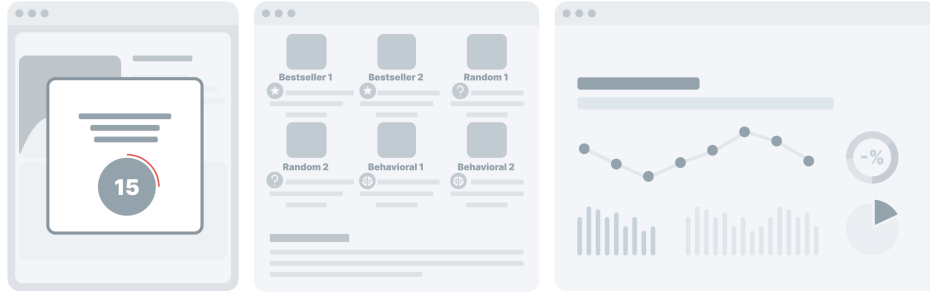 15
Bestseller 1 Bestseller 2 Random 1
?
Random 2 Behavioral 1 Behavioral 2
?
-%